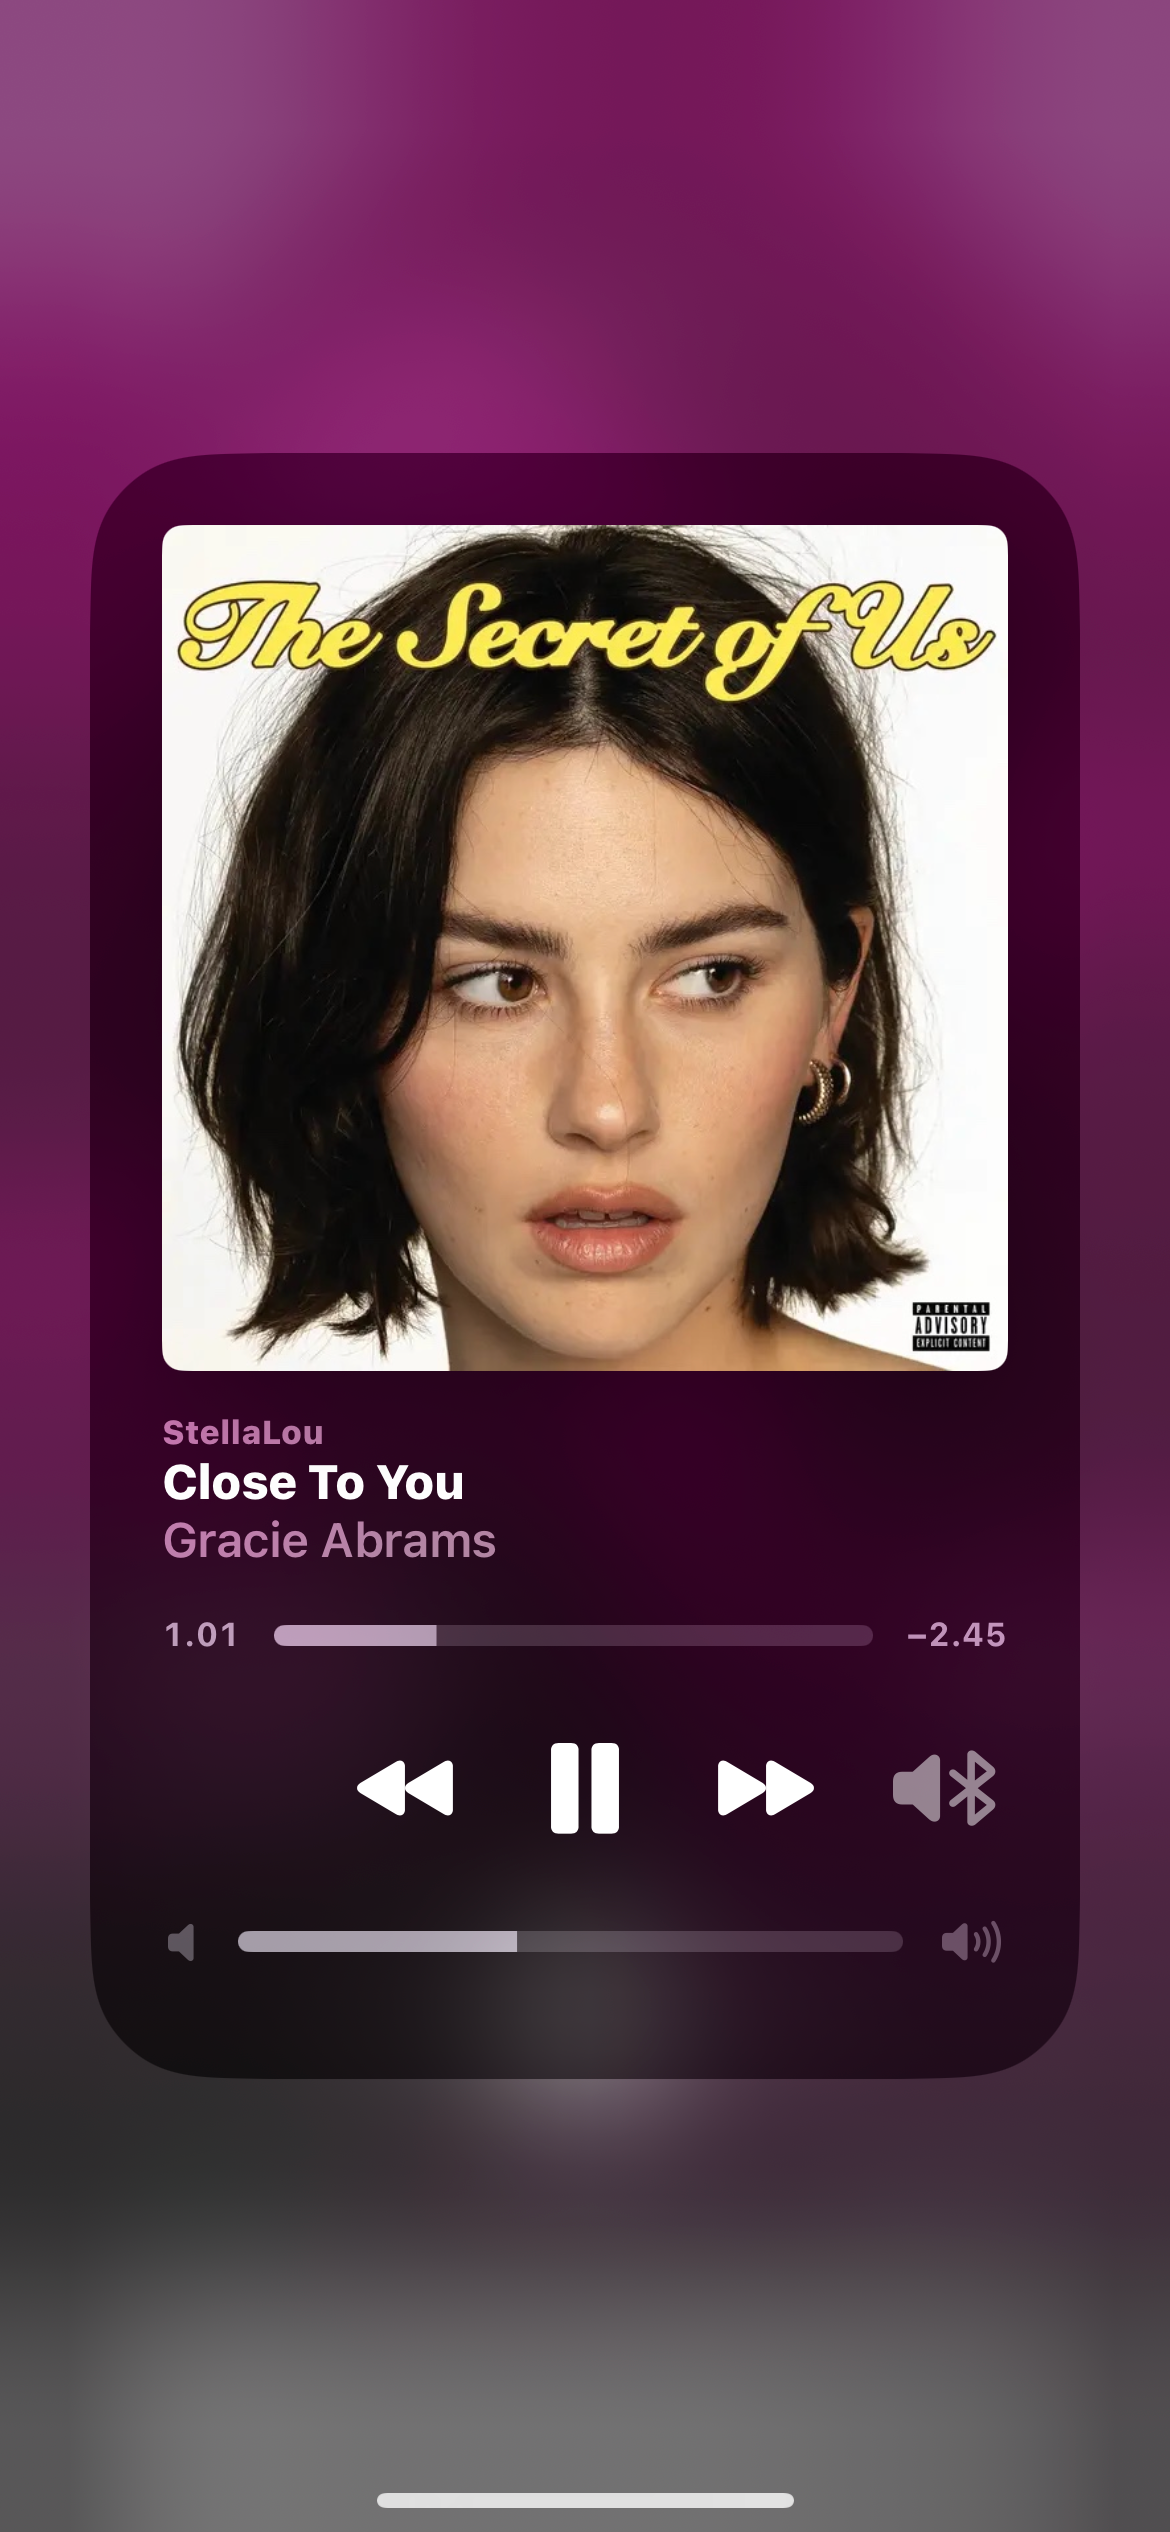 The Secret of Us
PARENTAL
ADVISORY
EXPLICIT CONTENT
StellaLou
Close To You
Gracie Abrams
1.01
−2.45